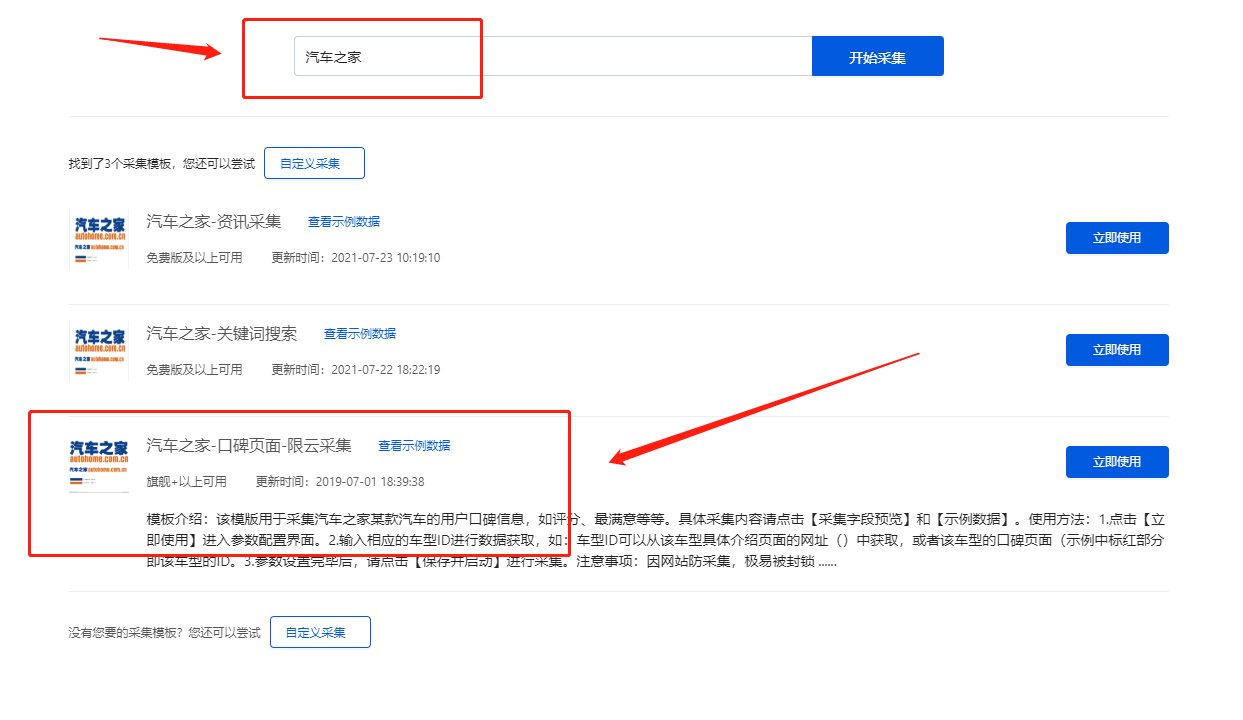 汽车之家
开始采集
找到了3个采集模板，您还可以尝试
自定义采集
汽车之家
autohome.com.cn
汽车之家-资讯采集
查看示例数据
免费版及以上可用
更新时间：2021-07-23 10:19:10
立即使用
汽车之家
autohome.com.cn
汽车之家-关键词搜索
查看示例数据
免费版及以上可用
更新时间：2021-07-22 18:22:19
立即使用
汽车之家
autohome.com.cn
汽车之家-口碑页面-限云采集
查看示例数据
旗舰+以上可用
更新时间：2019-07-01 18:39:38
立即使用
模板介绍：该模版用于采集汽车之家某款汽车的用户口碑信息，如评分、最满意等等。具体采集内容请点击【采集字段预览】和【示例数据】。使用方法：1.点击【立
即使用】进入参数配置界面。2.输入相应的车型ID进行数据获取，如：车型ID可以从该车型具体介绍页面的网址（）中获取，或者该车型的口碑页面（示例中标红部分
即该车型的ID。3.参数设置完毕后，请点击【保存并启动】进行采集。注意事项：因网站防采集，极易被封锁 ......
没有您要的采集模板？您还可以尝试
自定义采集